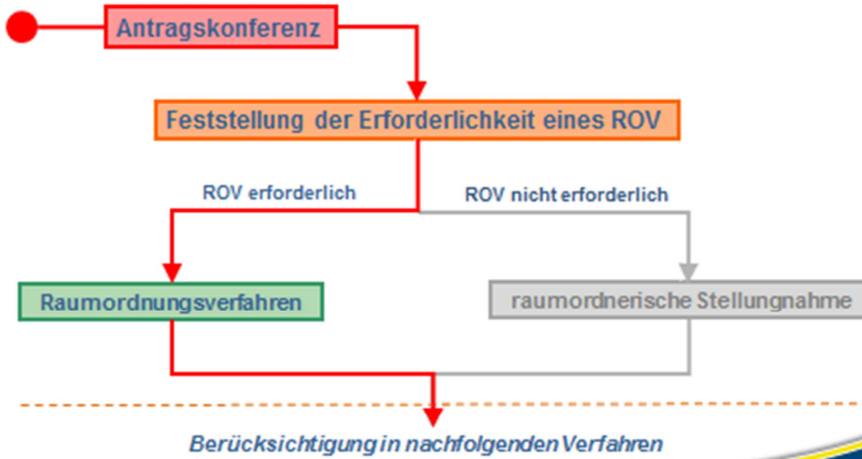 Antragskonferenz
Feststellung der Erforderlichkeit eines ROV
ROV erforderlich
ROV nicht erforderlich
Raumordnungsverfahren
raumordnerische Stellungnahme
Berücksichtigung in nachfolgenden Verfahren